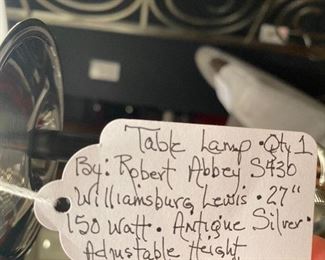 Table Lamp • Qty 1
By: Robert Abbey S430
Williamsburg Lewis • 27"
150 Watt • Antique Silver •
Adjustable Height